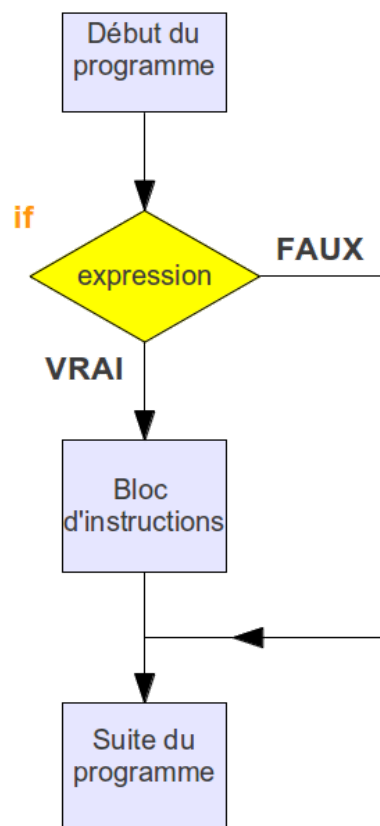 Début du
programme
if
expression
FAUX
VRAI
Bloc
d'instructions
Suite du
programme